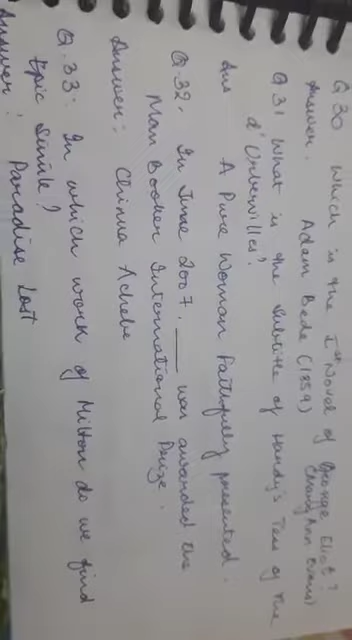 Q.30 Which is the Ist Novel of George Eliot?
Answer. Adam Bede (1859) (Mary Ann Evans)
Q.31 What is the Subtitle of Hardy's Tess of the
d'Urbervilles?
Ans A Pure Woman Faithfully presented.
Q.32. In June 2007, ___ was awarded the
Man Booker International Prize.
Answer: Chinua Achebe
Q.33: In which work of Milton do we find
Epic Simile?
Answer: Paradise Lost